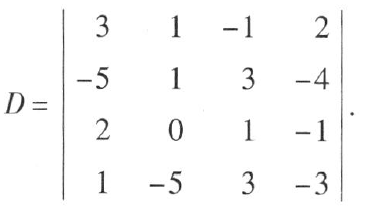 D = | 3 1 −1 2 |
| −5 1 3 −4 |
| 2 0 1 −1 |
| 1 −5 3 −3 | .